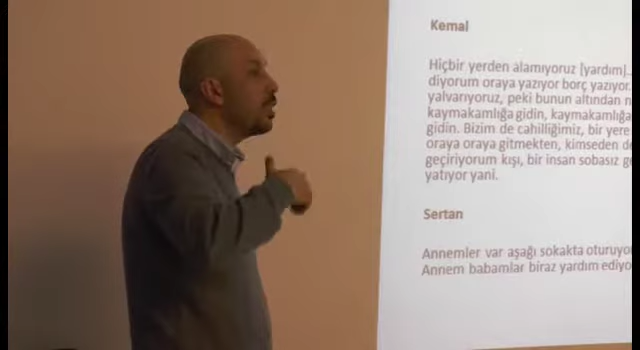 Kemal
Hiçbir yerden alamıyoruz [yardım]..
diyorum oraya yazıyor borç yazıyor.
yalvarıyoruz, peki bunun altından
kaymakamlığa gidin, kaymakamlığa
gidin. Bizim de cahilliğimiz, bir yere
oraya oraya gitmekten, kimseden
geçiriyorum kışı, bir insan sobasız
yatıyor yani.
Sertan
Annemler var aşağı sokakta oturuyo
Annem babamlar biraz yardım ediyo